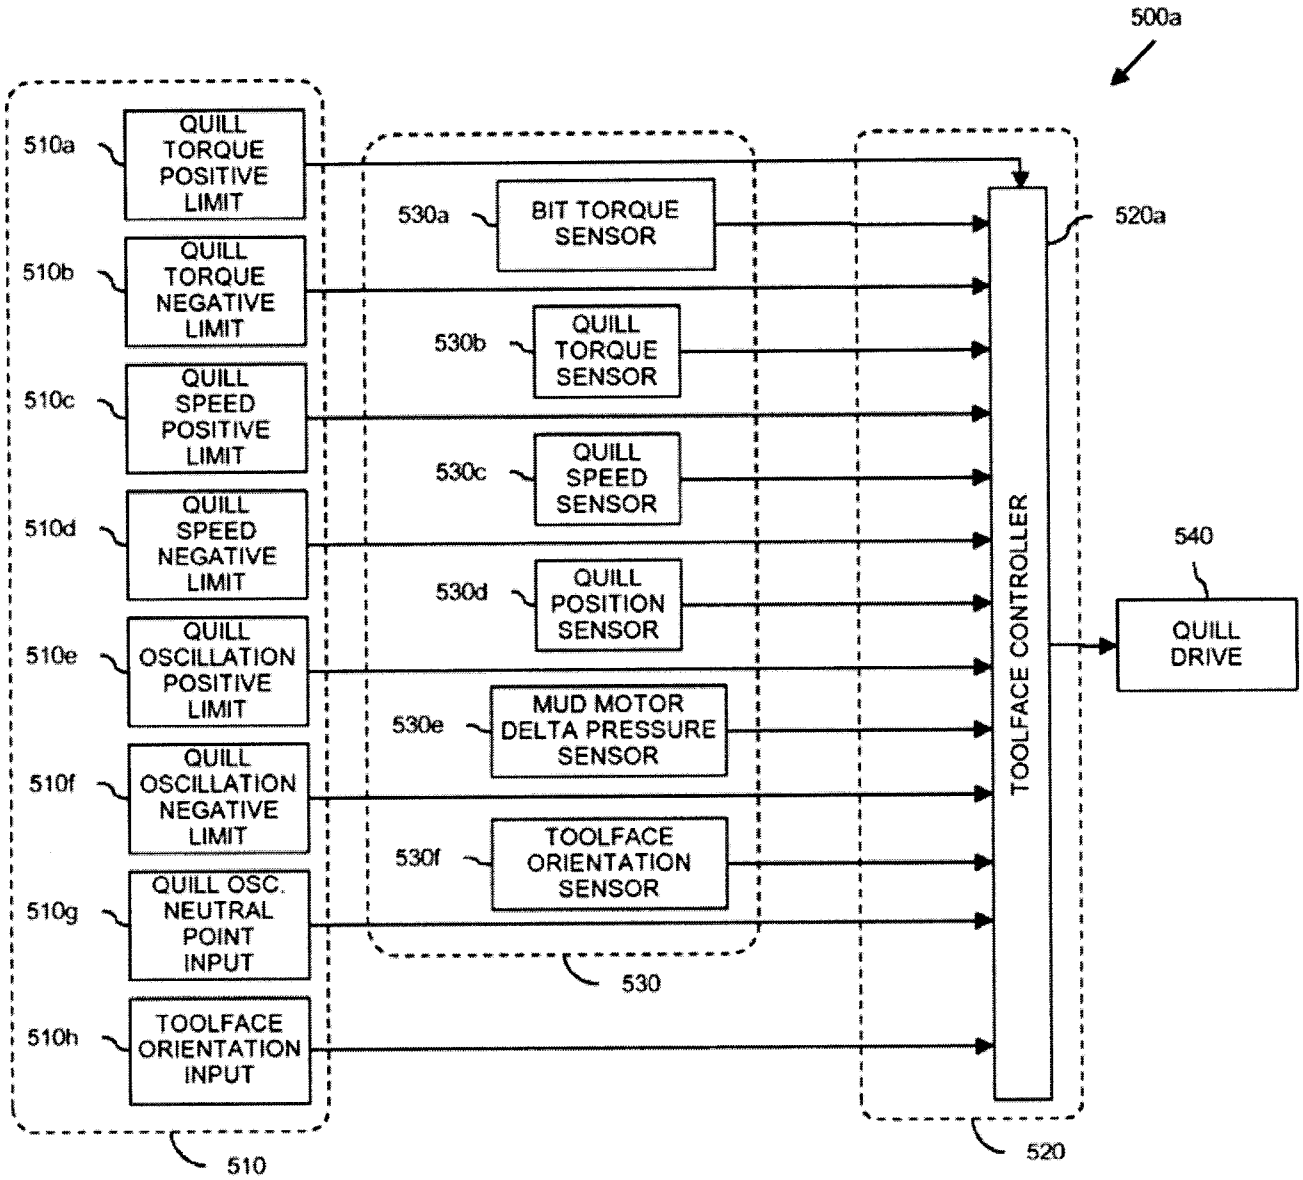 500a
510a
QUILL
TORQUE
POSITIVE
LIMIT
530a
BIT TORQUE
SENSOR
520a
510b
QUILL
TORQUE
NEGATIVE
LIMIT
530b
QUILL
TORQUE
SENSOR
510c
QUILL
SPEED
POSITIVE
LIMIT
530c
QUILL
SPEED
SENSOR
510d
QUILL
SPEED
NEGATIVE
LIMIT
530d
QUILL
POSITION
SENSOR
TOOLFACE CONTROLLER
540
QUILL
DRIVE
510e
QUILL
OSCILLATION
POSITIVE
LIMIT
530e
MUD MOTOR
DELTA PRESSURE
SENSOR
510f
QUILL
OSCILLATION
NEGATIVE
LIMIT
530f
TOOLFACE
ORIENTATION
SENSOR
510g
QUILL OSC.
NEUTRAL
POINT
INPUT
530
510h
TOOLFACE
ORIENTATION
INPUT
510
520